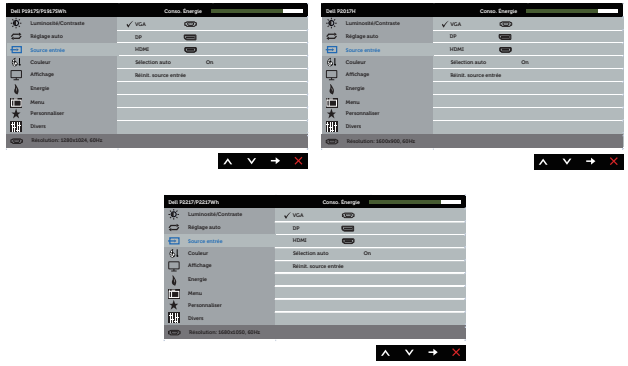 Dell P1917S/P1917SWh Conso. Énergie
Luminosité/Contraste ✓ VGA
Réglage auto DP
Source entrée HDMI
Couleur Sélection auto On
Affichage Réinit. source entrée
Energie
Menu
Personnaliser
Divers
Résolution: 1280x1024, 60Hz
Dell P2017H Conso. Énergie
Luminosité/Contraste ✓ VGA
Réglage auto DP
Source entrée HDMI
Couleur Sélection auto On
Affichage Réinit. source entrée
Energie
Menu
Personnaliser
Divers
Résolution: 1600x900, 60Hz
Dell P2217/P2217Wh Conso. Énergie
Luminosité/Contraste ✓ VGA
Réglage auto DP
Source entrée HDMI
Couleur Sélection auto On
Affichage Réinit. source entrée
Energie
Menu
Personnaliser
Divers
Résolution: 1680x1050, 60Hz